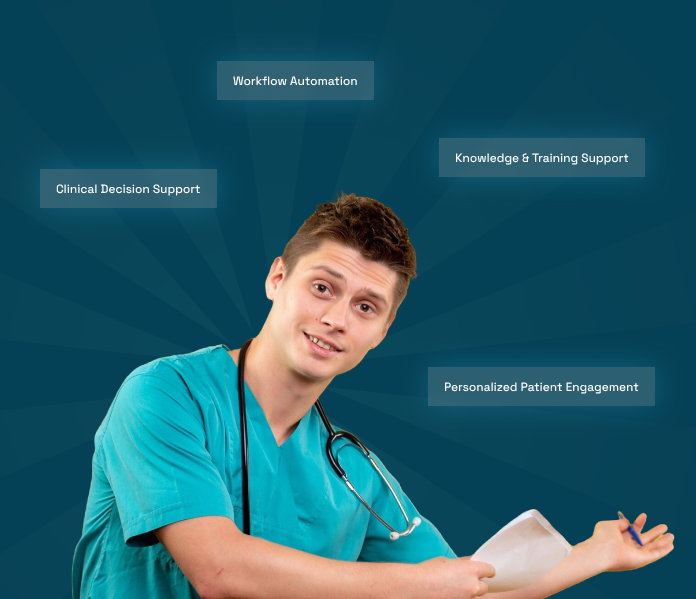 Workflow Automation
Knowledge & Training Support
Clinical Decision Support
Personalized Patient Engagement